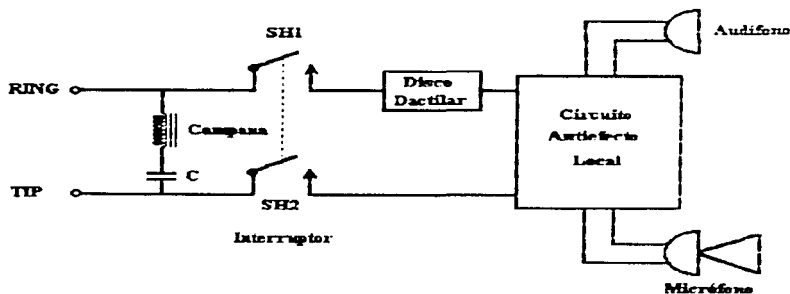 SH1
Audífono
RING
Disco
Dactilar
Circuito
Antiefecto
Local
Campana
C
TIP
SH2
Interruptor
Micrófono